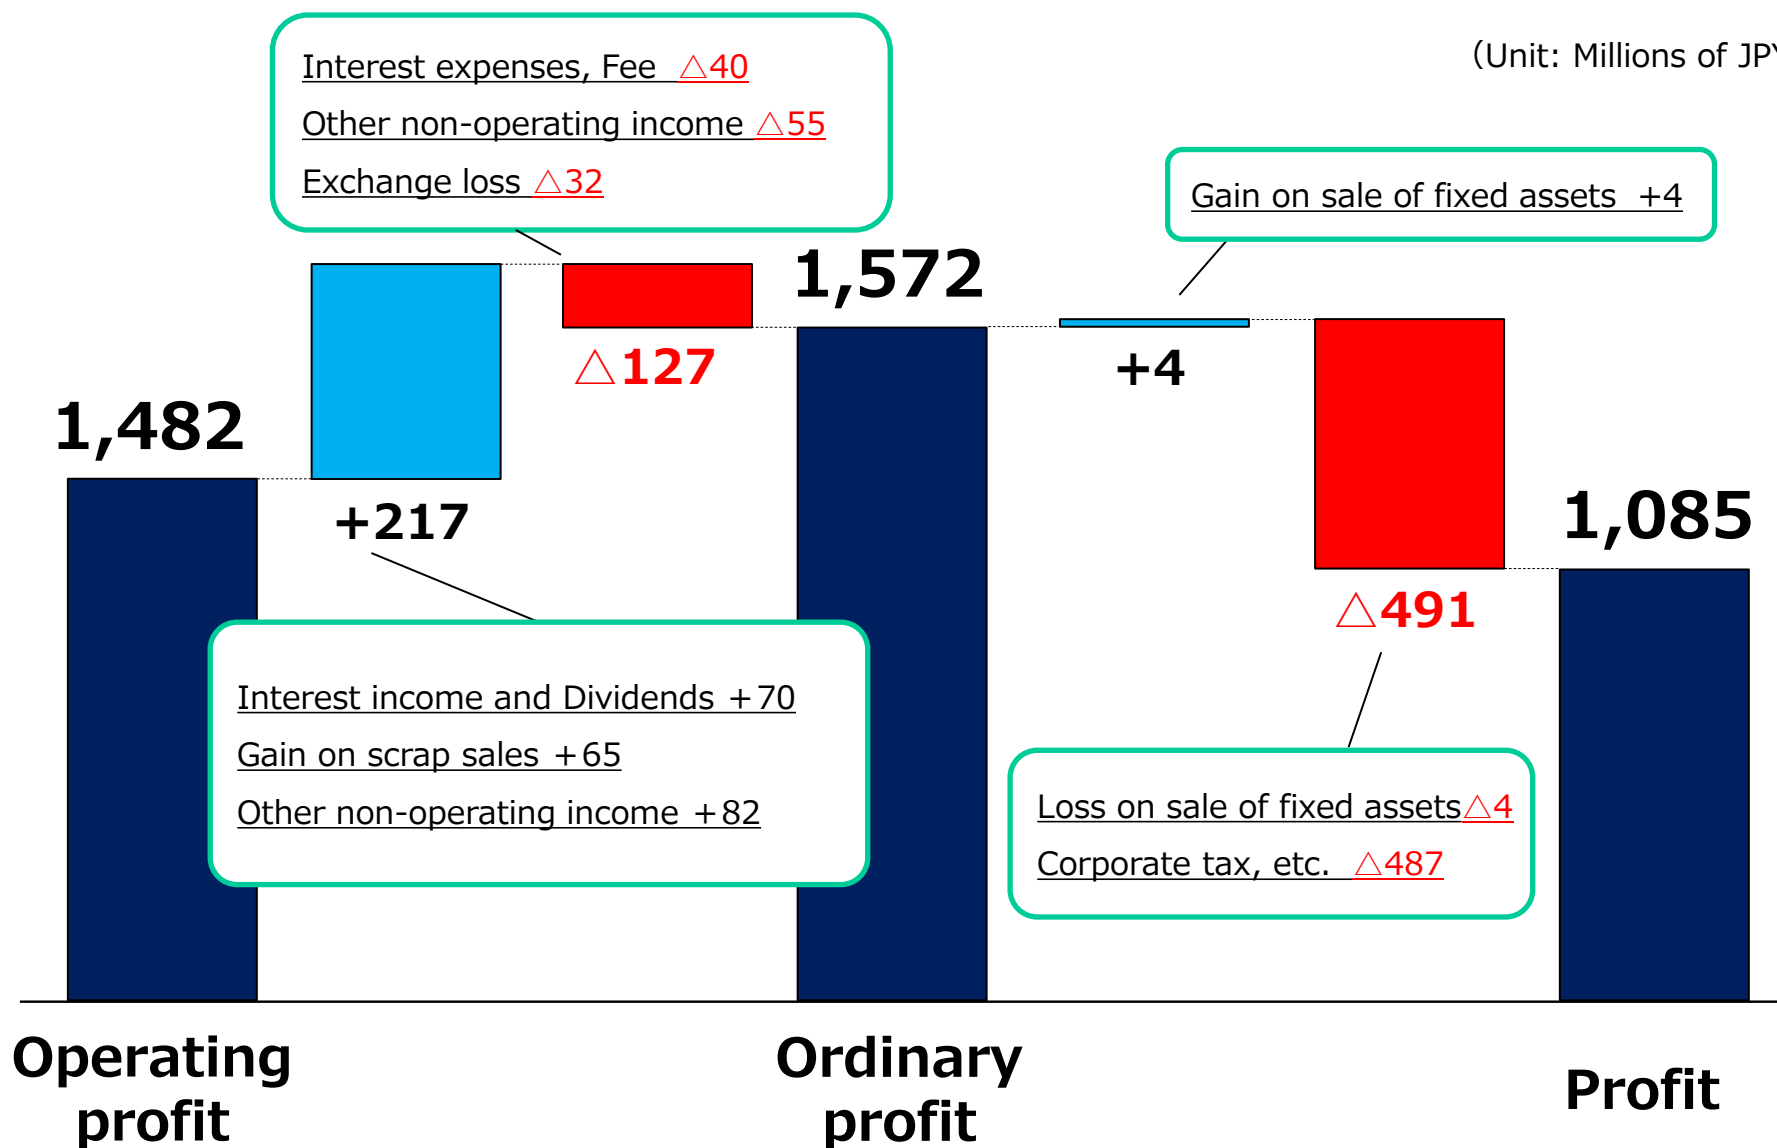 Interest expenses, Fee △40
Other non-operating income △55
Exchange loss △32
(Unit: Millions of JPY
Gain on sale of fixed assets +4
1,572
△127
+4
1,482
+217
1,085
△491
Interest income and Dividends +70
Gain on scrap sales +65
Other non-operating income +82
Loss on sale of fixed assets△4
Corporate tax, etc. △487
Operating
profit
Ordinary
profit
Profit